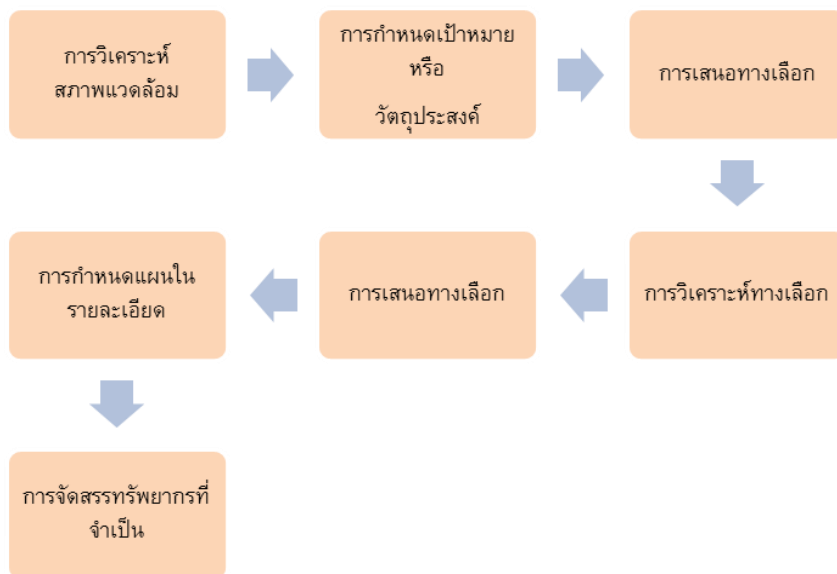 การวิเคราะห์
สภาพแวดล้อม
การกำหนดเป้าหมาย
หรือ
วัตถุประสงค์
การเสนอทางเลือก
การวิเคราะห์ทางเลือก
การเสนอทางเลือก
การกำหนดแผนใน
รายละเอียด
การจัดสรรทรัพยากรที่
จำเป็น